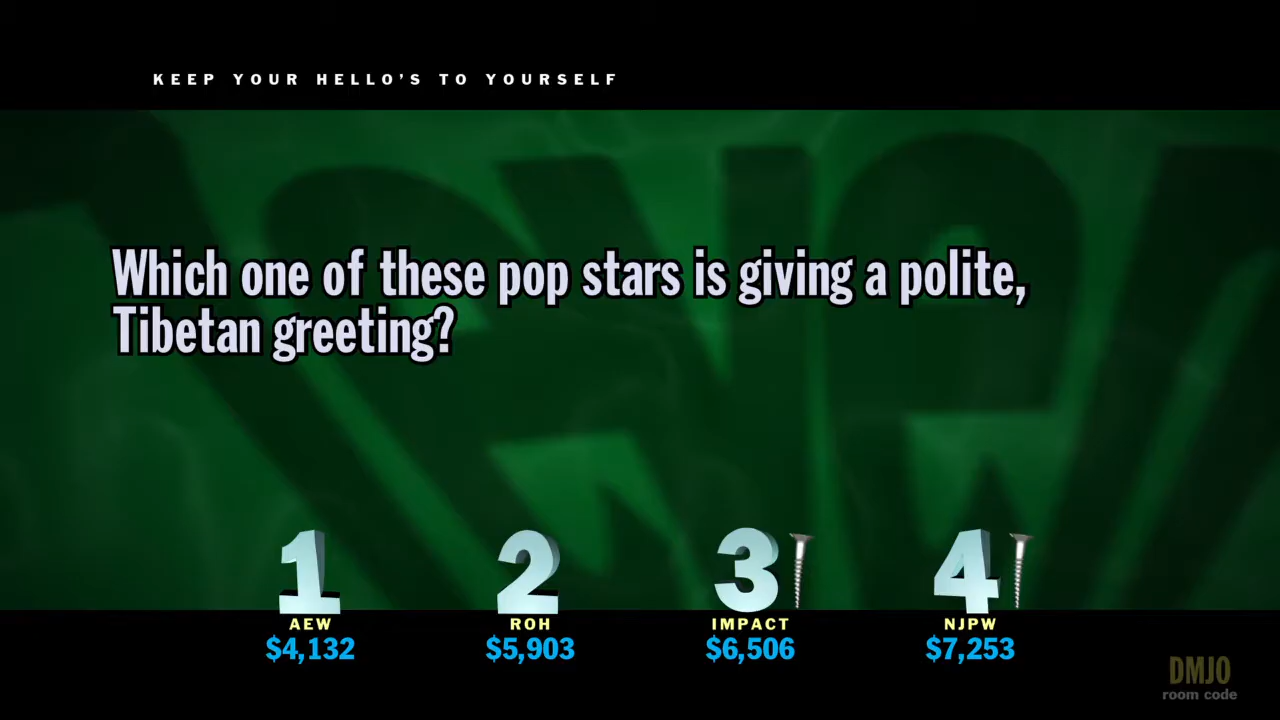 KEEP YOUR HELLO'S TO YOURSELF
Which one of these pop stars is giving a polite,
Tibetan greeting?
1 2 3 4
AEW ROH IMPACT NJPW
$4,132 $5,903 $6,506 $7,253
DMJO
room code